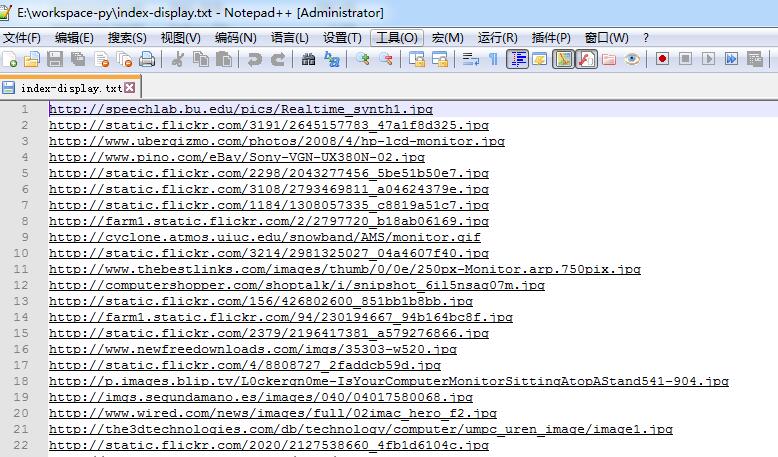 E:\workspace-py\index-display.txt - Notepad++ [Administrator]
文件(F) 编辑(E) 搜索(S) 视图(V) 编码(N) 语言(L) 设置(T) 工具(O) 宏(M) 运行(R) 插件(P) 窗口(W) ?
index-display.txt
1 http://speechlab.bu.edu/pics/Realtime_synth1.jpg
2 http://static.flickr.com/3191/2645157783_47a1f8d325.jpg
3 http://www.ubergizmo.com/photos/2008/4/hp-lcd-monitor.jpg
4 http://www.pino.com/eBay/Sony-VGN-UX380N-02.jpg
5 http://static.flickr.com/2298/2043277456_5be51b50e7.jpg
6 http://static.flickr.com/3108/2793469811_a04624379e.jpg
7 http://static.flickr.com/1184/1308057335_c8819a51c7.jpg
8 http://farm1.static.flickr.com/2/2797720_b18ab06169.jpg
9 http://cyclone.atmos.uiuc.edu/snowband/AMS/monitor.gif
10 http://static.flickr.com/3214/2981325027_04a4607f40.jpg
11 http://www.thebestlinks.com/images/thumb/0/0e/250px-Monitor.arp.750pix.jpg
12 http://computershopper.com/shoptalk/i/snipshot_6il5nsag07m.jpg
13 http://static.flickr.com/156/426802600_851bb1b8bb.jpg
14 http://farm1.static.flickr.com/94/230194667_94b164bc8f.jpg
15 http://static.flickr.com/2379/2196417381_a579276866.jpg
16 http://www.newfreedownloads.com/imgs/35303-w520.jpg
17 http://static.flickr.com/4/8808727_2faddcb59d.jpg
18 http://p.images.blip.tv/L0ckergn0me-IsYourComputerMonitorSittingAtopAStand541-904.jpg
19 http://imgs.segundamano.es/images/040/0401758068.jpg
20 http://www.wired.com/news/images/full/02imac_hero_f2.jpg
21 http://the3dtechnologies.com/db/technology/computer/umpc_uren_image/image1.jpg
22 http://static.flickr.com/2020/2127538660_4fb1d6104c.jpg